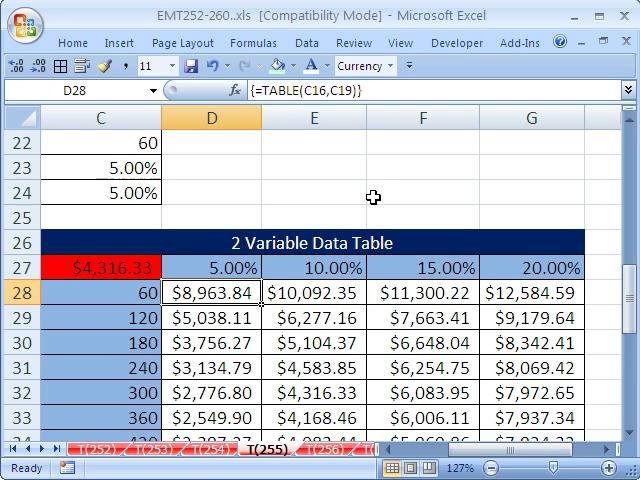 EMT252-260..xls [Compatibility Mode] - Microsoft Excel
Home Insert Page Layout Formulas Data Review View Developer Add-Ins
11 Currency
D28 fx {=TABLE(C16,C19)}
C D E F G
22 60
23 5.00%
24 5.00%
25
26 2 Variable Data Table
27 $4,316.33 5.00% 10.00% 15.00% 20.00%
28 60 $8,963.84 $10,092.35 $11,300.22 $12,584.59
29 120 $5,038.11 $6,277.16 $7,663.41 $9,179.64
30 180 $3,756.27 $5,104.37 $6,648.04 $8,342.41
31 240 $3,134.79 $4,583.85 $6,254.75 $8,069.42
32 300 $2,776.80 $4,316.33 $6,083.95 $7,972.65
33 360 $2,549.90 $4,168.46 $6,006.11 $7,937.34
T(252) T(253) T(254) T(255) T(256)
Ready 127%